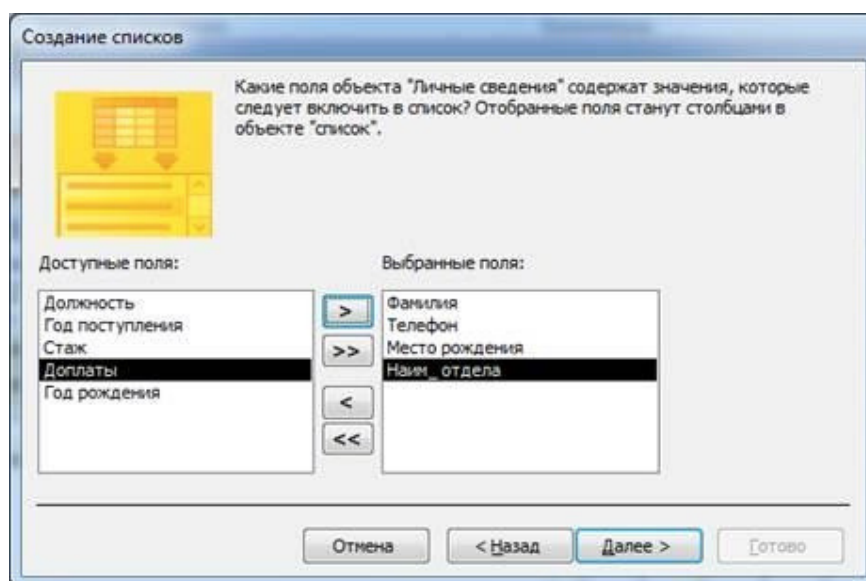 Создание списков
Какие поля объекта "Личные сведения" содержат значения, которые
следует включить в список? Отобранные поля станут столбцами в
объекте "список".
Доступные поля:
Выбранные поля:
Должность
Год поступления
Стаж
Доплаты
Год рождения
>
>>
<
<<
Фамилия
Телефон
Место рождения
Наим_ отдела
Отмена
< Назад
Далее >
Готово